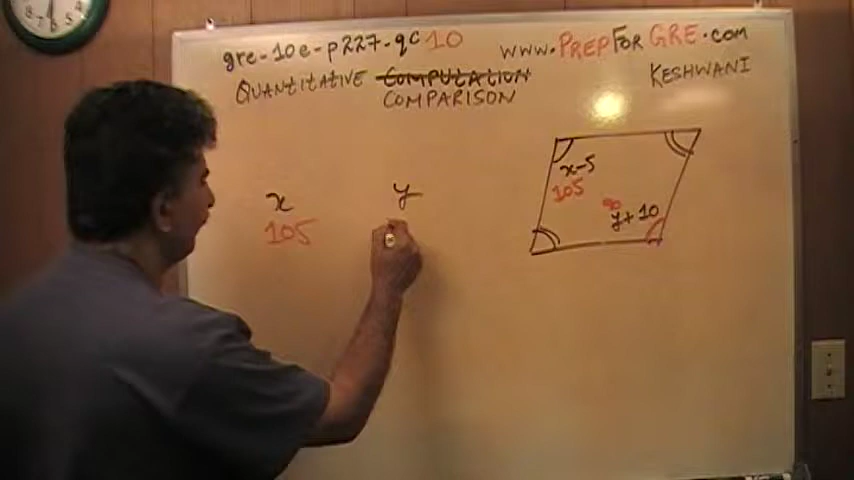 gre-10e-p227-qc10
www.PREPFORGRE.com
QUANTITATIVE COMPUTATION
COMPARISON
KESHWANI
x y
105
x-5
105
90
y+10